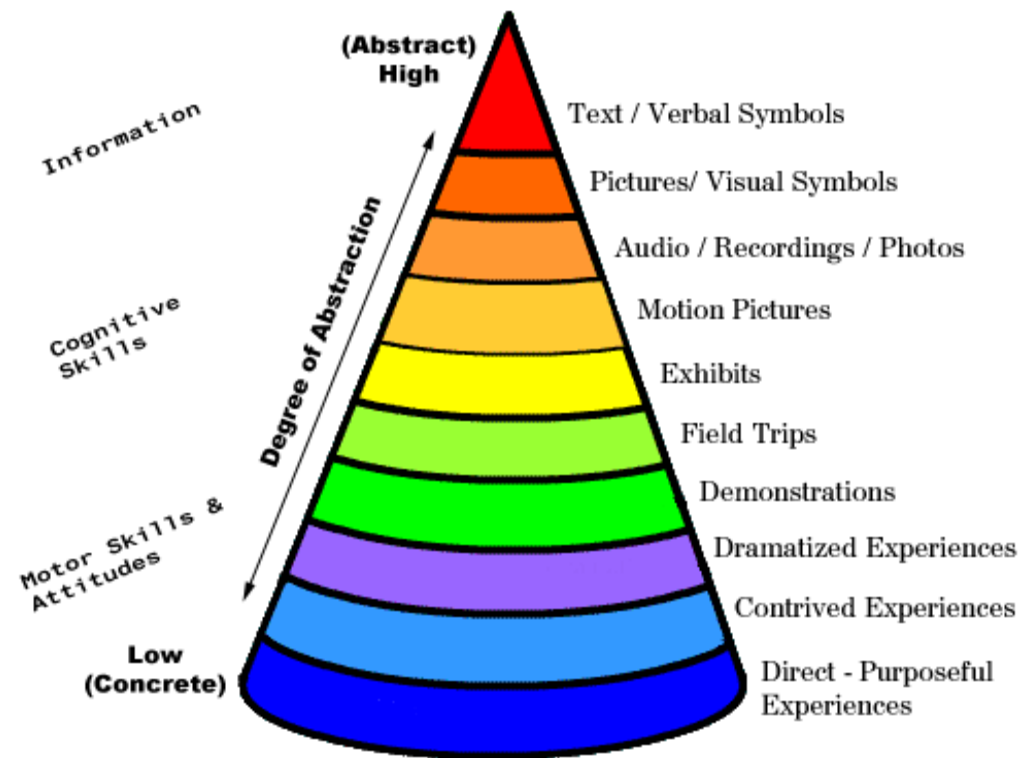 (Abstract)
High
Information
Text / Verbal Symbols
Pictures/ Visual Symbols
Degree of Abstraction
Audio / Recordings / Photos
Cognitive
Skills
Motion Pictures
Exhibits
Field Trips
Demonstrations
Motor Skills &
Attitudes
Dramatized Experiences
Contrived Experiences
Low
(Concrete)
Direct - Purposeful
Experiences